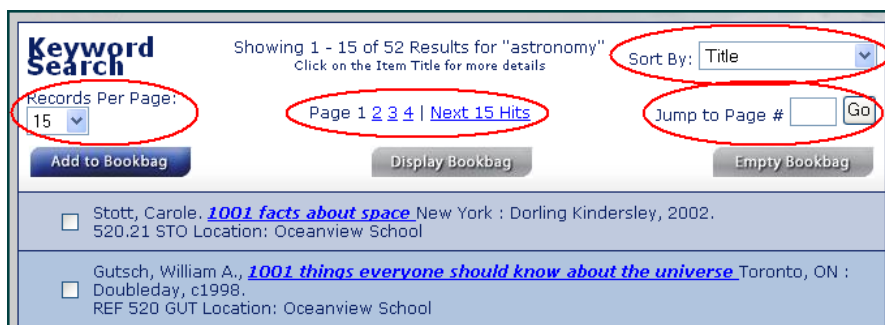 Keyword Search
Showing 1 - 15 of 52 Results for "astronomy"
Click on the Item Title for more details
Sort By: Title
Records Per Page:
15
Page 1 2 3 4 | Next 15 Hits
Jump to Page # Go
Add to Bookbag
Display Bookbag
Empty Bookbag
Stott, Carole. 1001 facts about space New York : Dorling Kindersley, 2002.
520.21 STO Location: Oceanview School
Gutsch, William A., 1001 things everyone should know about the universe Toronto, ON :
Doubleday, c1998.
REF 520 GUT Location: Oceanview School